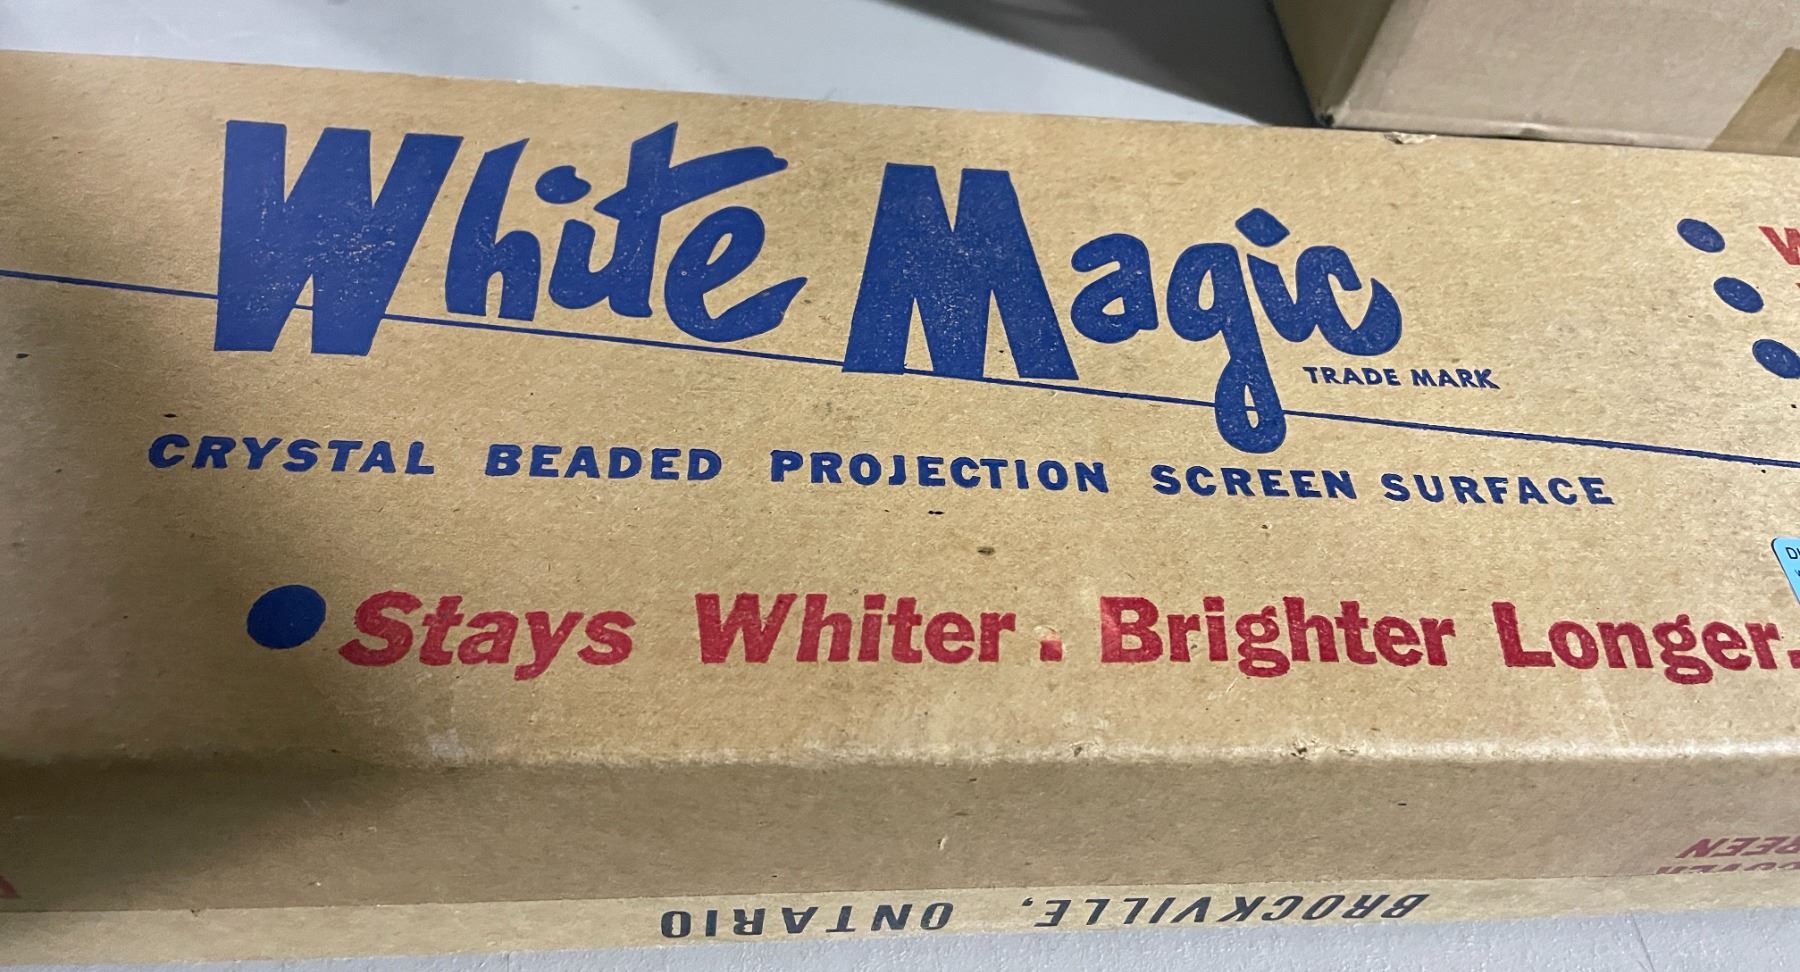 White Magic
TRADE MARK
CRYSTAL BEADED PROJECTION SCREEN SURFACE
Stays Whiter. Brighter Longer.
BROCKVILLE, ONTARIO